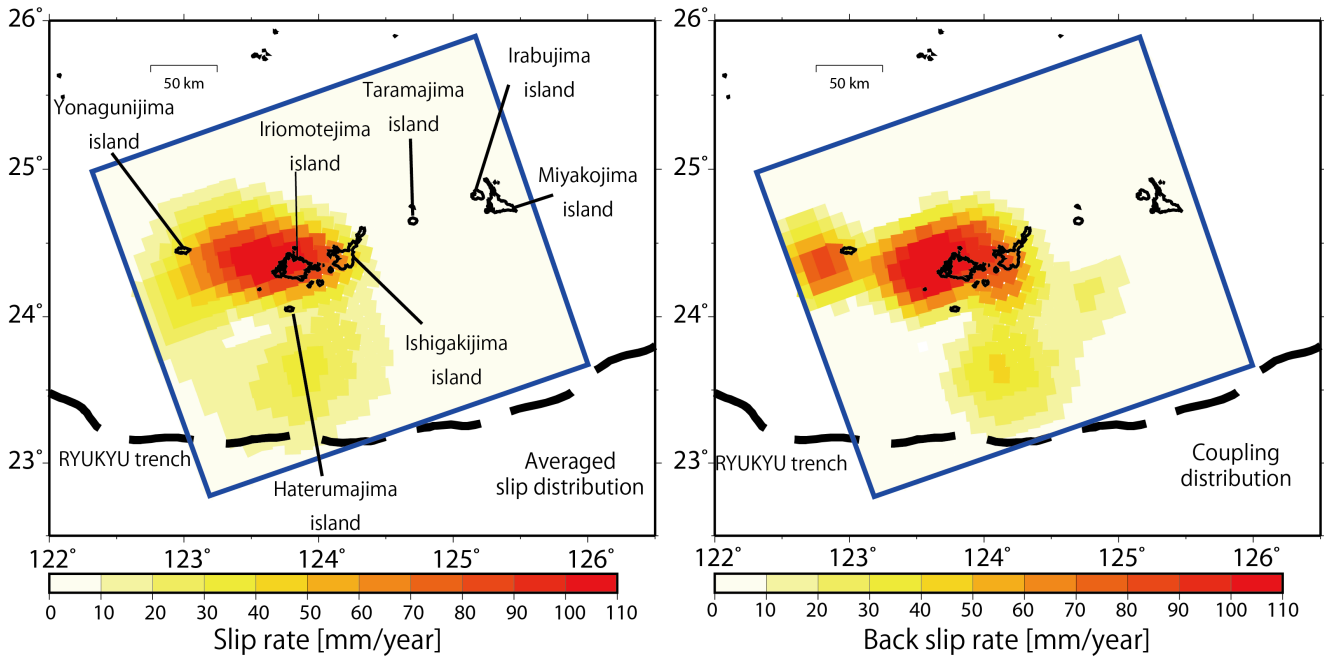 26˚
25˚
24˚
23˚
122˚
123˚
124˚
125˚
126˚
50 km
Yonagunijima
island
Iriomotejima
island
Taramajima
island
Irabujima
island
Miyakojima
island
Ishigakijima
island
RYUKYU trench
Haterumajima
island
Averaged
slip distribution
0 10 20 30 40 50 60 70 80 90 100 110
Slip rate [mm/year]
26˚
25˚
24˚
23˚
122˚
123˚
124˚
125˚
126˚
50 km
RYUKYU trench
Coupling
distribution
0 10 20 30 40 50 60 70 80 90 100 110
Back slip rate [mm/year]